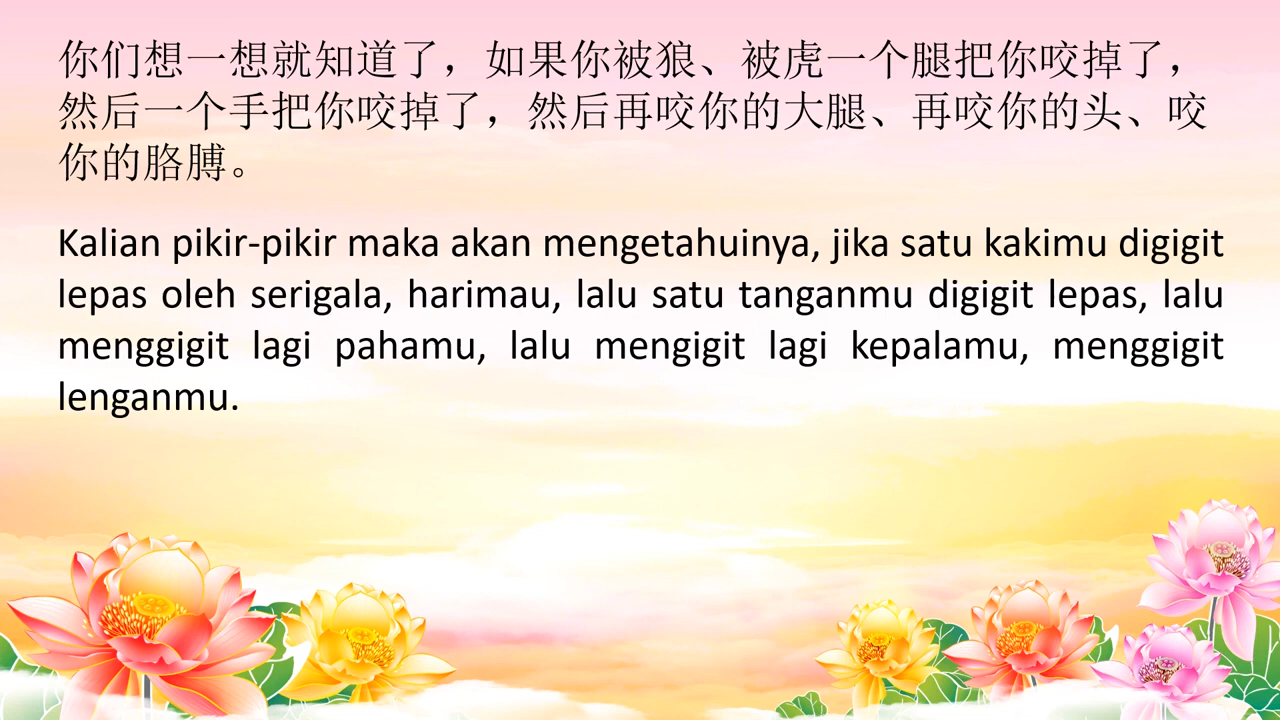 你们想一想就知道了，如果你被狼、被虎一个腿把你咬掉了，
然后一个手把你咬掉了，然后再咬你的大腿、再咬你的头、咬
你的胳膊。
Kalian pikir-pikir maka akan mengetahuinya, jika satu kakimu digigit
lepas oleh serigala, harimau, lalu satu tanganmu digigit lepas, lalu
menggigit lagi pahamu, lalu mengigit lagi kepalamu, menggigit
lenganmu.